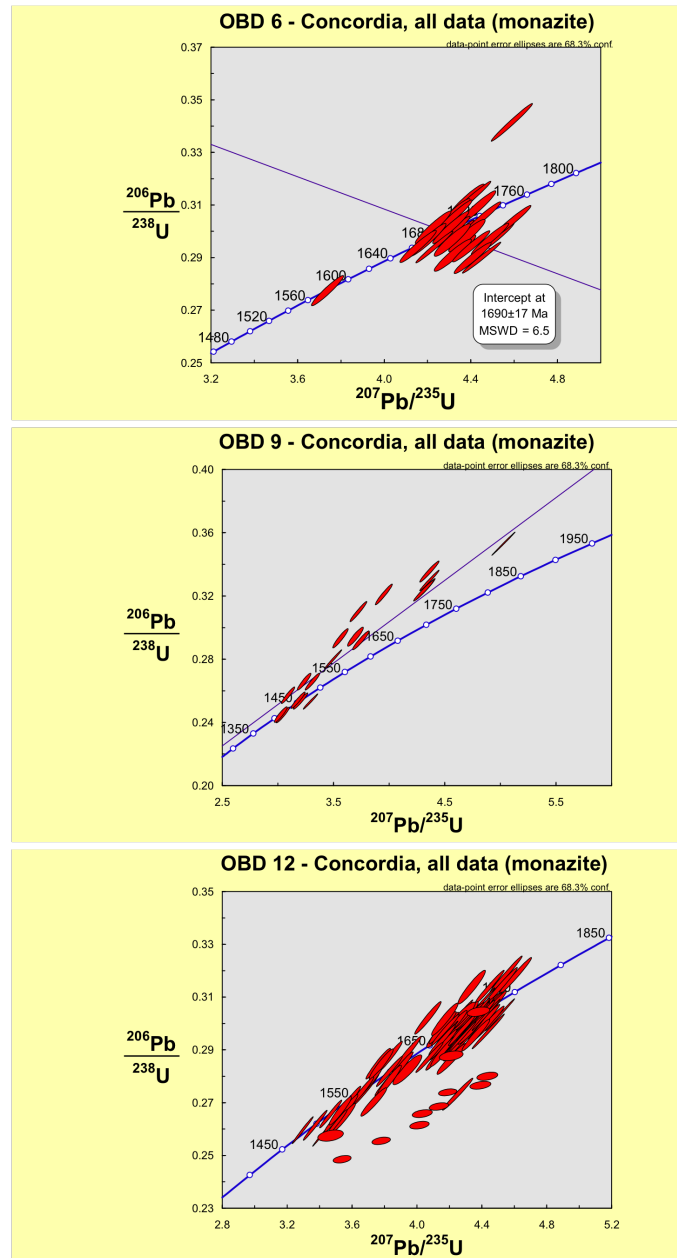 OBD 6 - Concordia, all data (monazite)
data-point error ellipses are 68.3% conf
0.37
0.35
0.33
0.31
0.29
0.27
0.25
206Pb
238U
1800
1760
1640
1600
1560
1520
1480
Intercept at
1690±17 Ma
MSWD = 6.5
3.2 3.6 4.0 4.4 4.8
207Pb/235U
OBD 9 - Concordia, all data (monazite)
data-point error ellipses are 68.3% conf
0.40
0.36
0.32
0.28
0.24
0.20
206Pb
238U
1950
1850
1750
1650
1550
1450
1350
2.5 3.5 4.5 5.5
207Pb/235U
OBD 12 - Concordia, all data (monazite)
data-point error ellipses are 68.3% conf
0.35
0.33
0.31
0.29
0.27
0.25
0.23
206Pb
238U
1850
1650
1550
1450
2.8 3.2 3.6 4.0 4.4 4.8 5.2
207Pb/235U